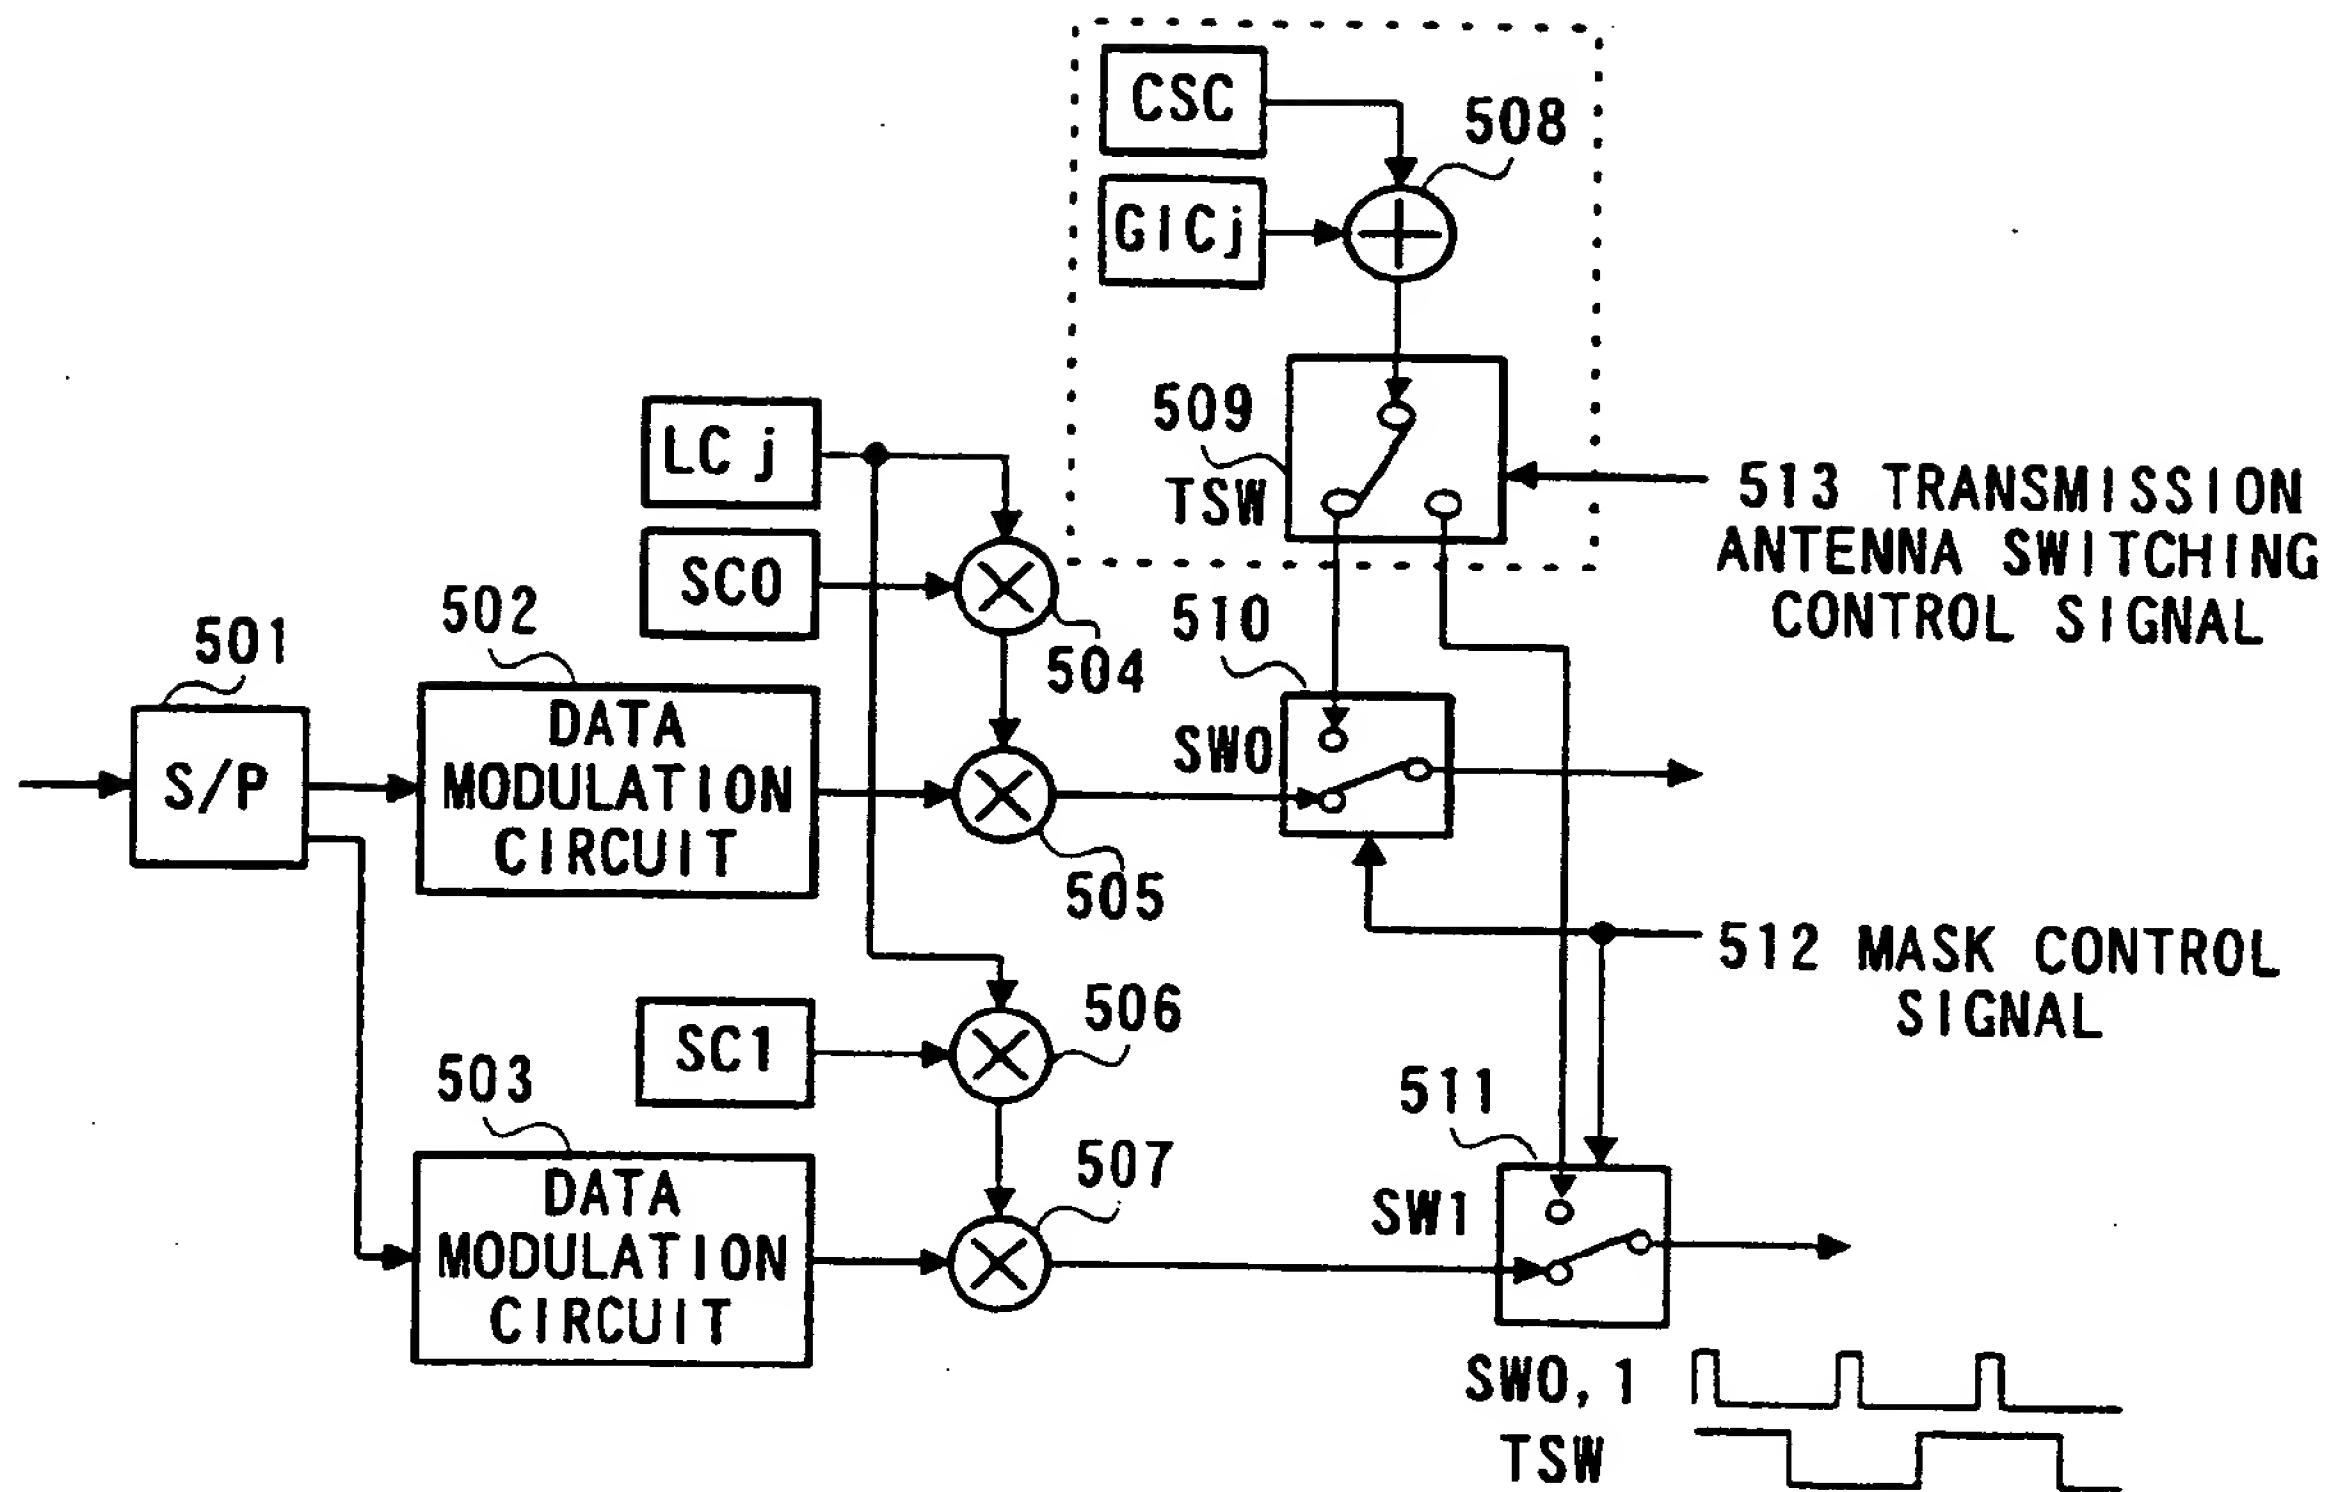 CSC
508
GICj
509
TSW
513 TRANSMISSION
ANTENNA SWITCHING
CONTROL SIGNAL
LC j
SC0
504
510
501
502
S/P
DATA
MODULATION
CIRCUIT
SW0
505
512 MASK CONTROL
SIGNAL
SC1
506
503
511
DATA
MODULATION
CIRCUIT
507
SW1
SW0, 1
TSW